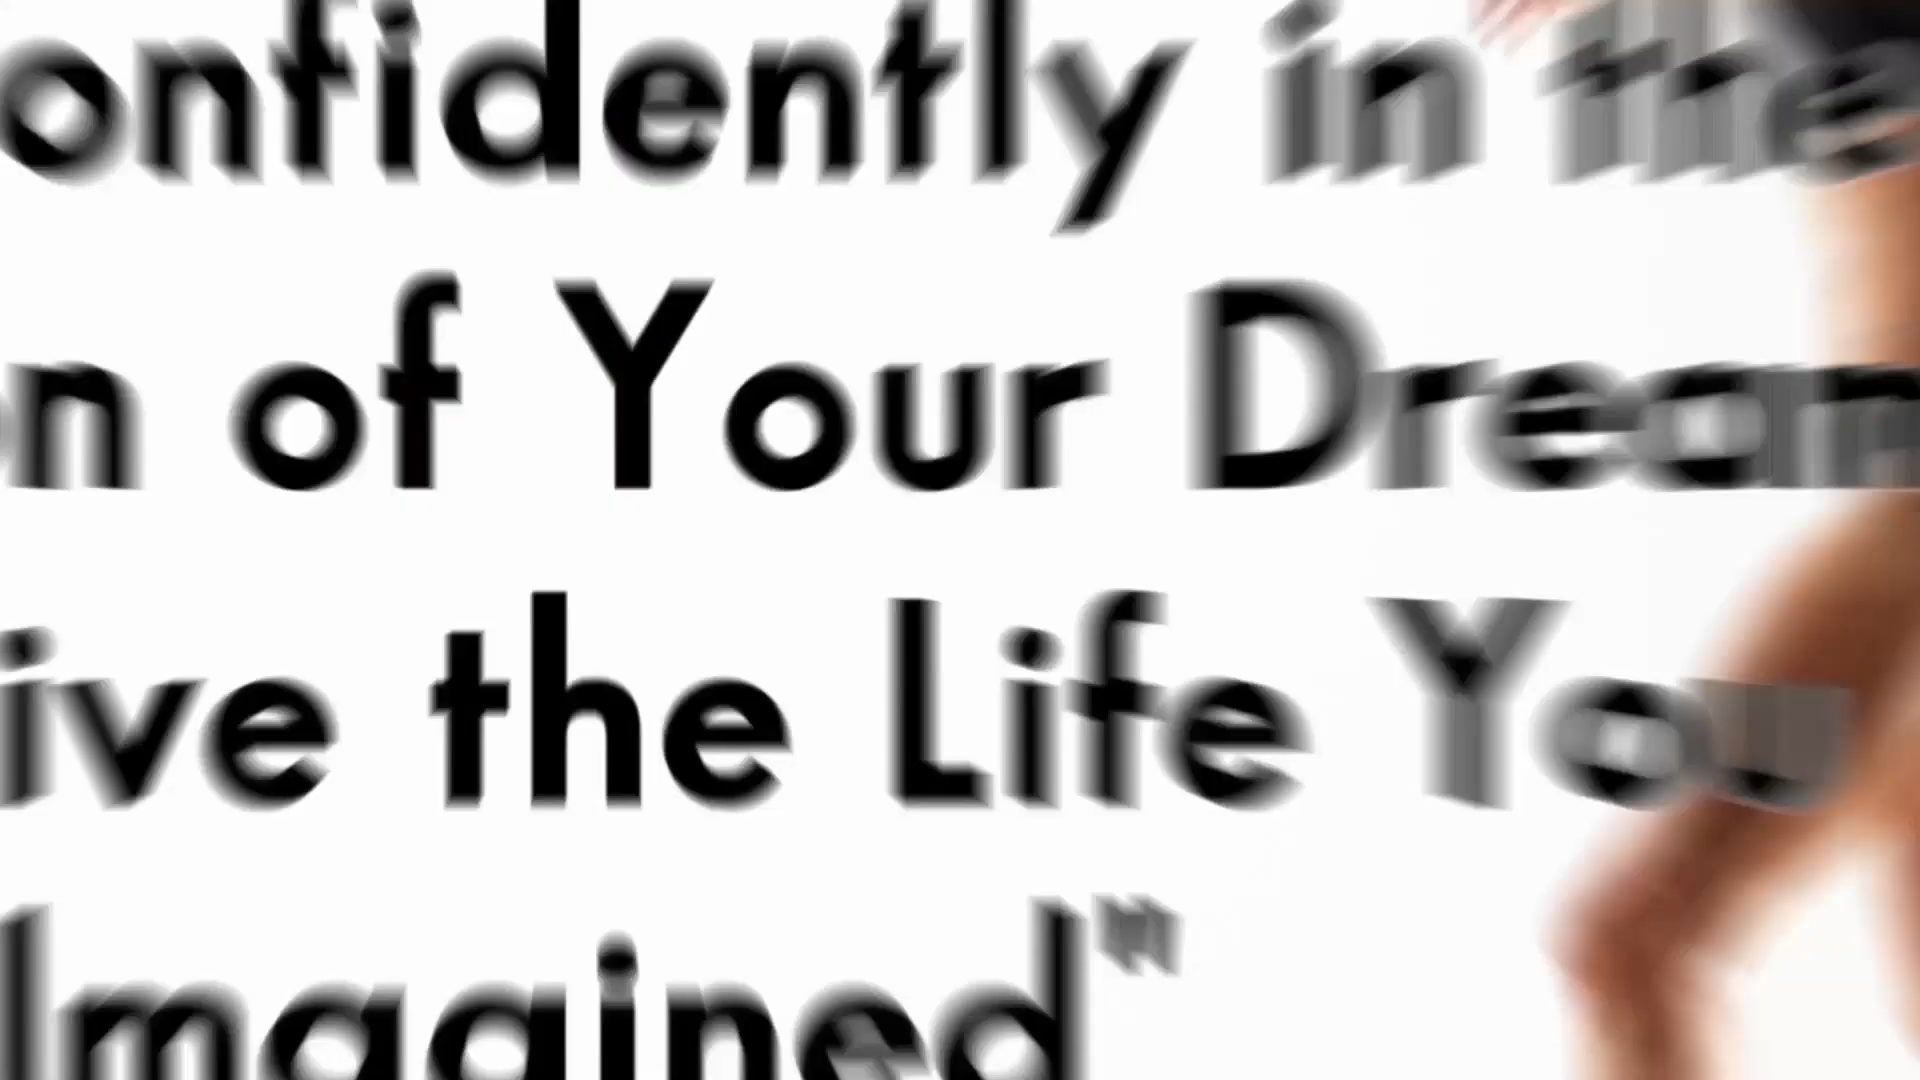 onfidently in the
n of Your Dream
ive the Life You
Imagined"